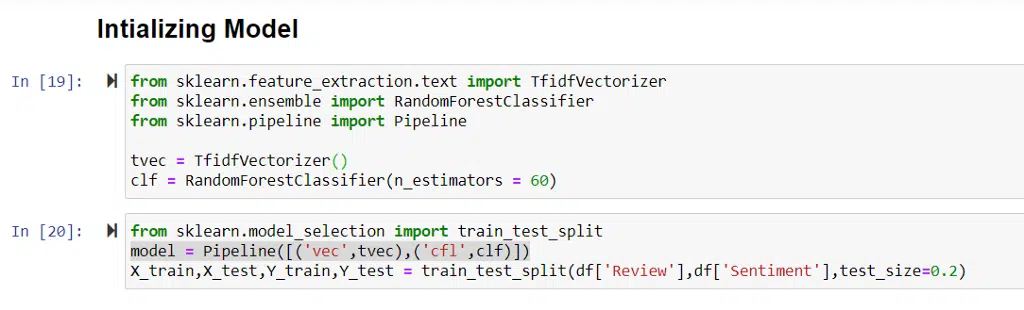 Intializing Model
In [19]:
from sklearn.feature_extraction.text import TfidfVectorizer
from sklearn.ensemble import RandomForestClassifier
from sklearn.pipeline import Pipeline
tvec = TfidfVectorizer()
clf = RandomForestClassifier(n_estimators = 60)
In [20]:
from sklearn.model_selection import train_test_split
model = Pipeline([('vec',tvec),('cfl',clf)])
X_train,X_test,Y_train,Y_test = train_test_split(df['Review'],df['Sentiment'],test_size=0.2)